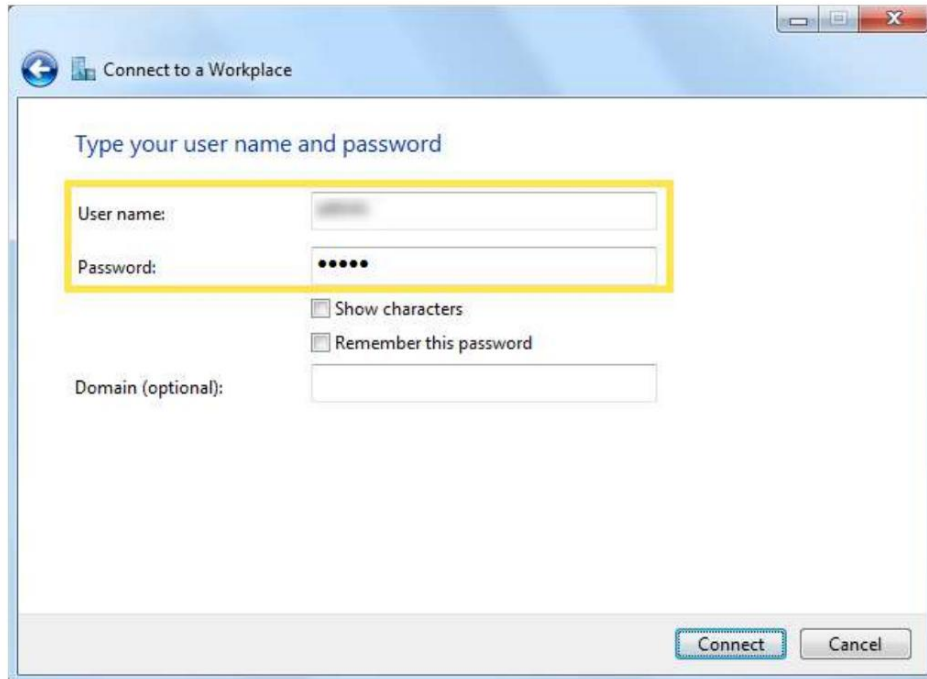 Connect to a Workplace
Type your user name and password
User name:
Password: •••••
Show characters
Remember this password
Domain (optional):
Connect Cancel